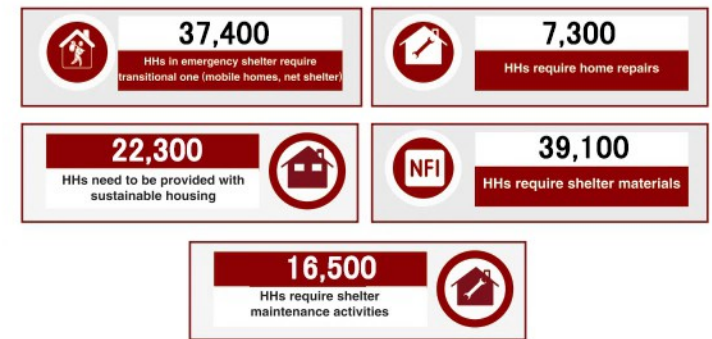 37,400
HHs in emergency shelter require
transitional one (mobile homes, net shelter)
7,300
HHs require home repairs
22,300
HHs need to be provided with
sustainable housing
NFI
39,100
HHs require shelter materials
16,500
HHs require shelter
maintenance activities